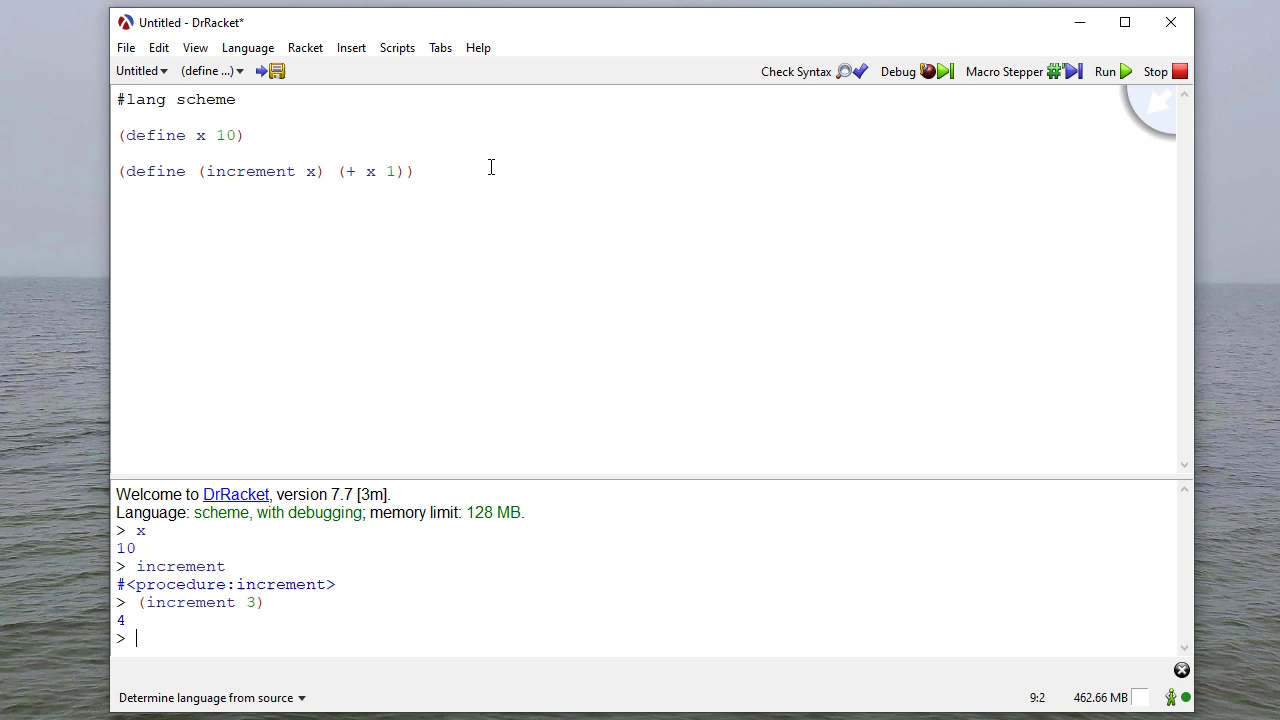 Untitled - DrRacket*
File Edit View Language Racket Insert Scripts Tabs Help
Untitled (define ...) Check Syntax Debug Macro Stepper Run Stop
#lang scheme
(define x 10)
(define (increment x) (+ x 1))
Welcome to DrRacket, version 7.7 [3m].
Language: scheme, with debugging; memory limit: 128 MB.
> x
10
> increment
#<procedure:increment>
> (increment 3)
4
>
Determine language from source 9:2 462.66 MB